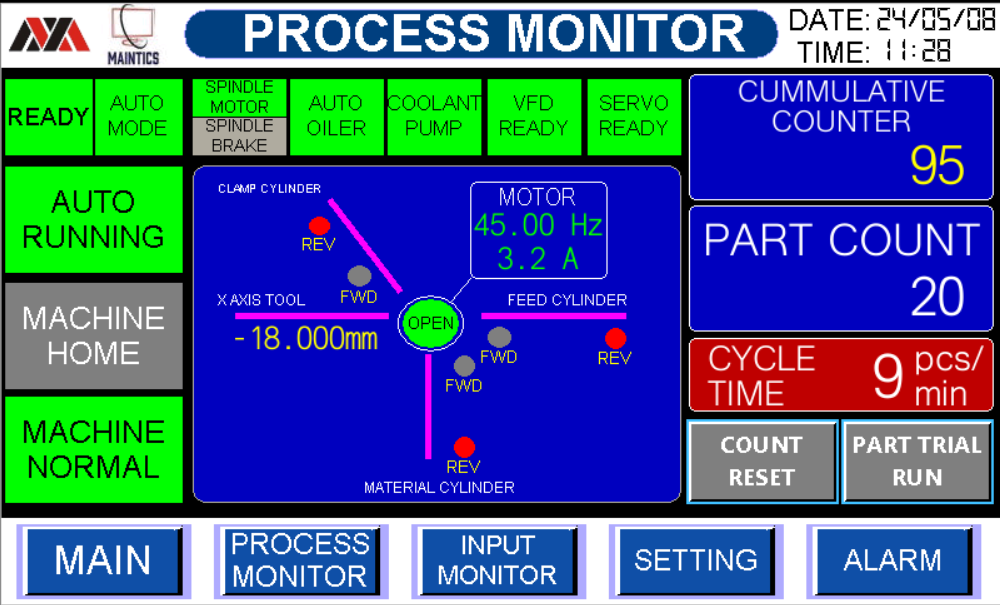 MAINTICS
PROCESS MONITOR
DATE: 24/05/08
TIME: 11:28
READY
AUTO
MODE
SPINDLE
MOTOR
SPINDLE
BRAKE
AUTO
OILER
COOLANT
PUMP
VFD
READY
SERVO
READY
CUMMULATIVE
COUNTER
95
AUTO
RUNNING
MACHINE
HOME
MACHINE
NORMAL
CLAMP CYLINDER
REV
FWD
MOTOR
45.00 Hz
3.2 A
X AXIS TOOL
-18.000mm
OPEN
FEED CYLINDER
FWD
REV
FWD
REV
MATERIAL CYLINDER
PART COUNT
20
CYCLE
TIME
9 pcs/
min
COUNT
RESET
PART TRIAL
RUN
MAIN
PROCESS
MONITOR
INPUT
MONITOR
SETTING
ALARM